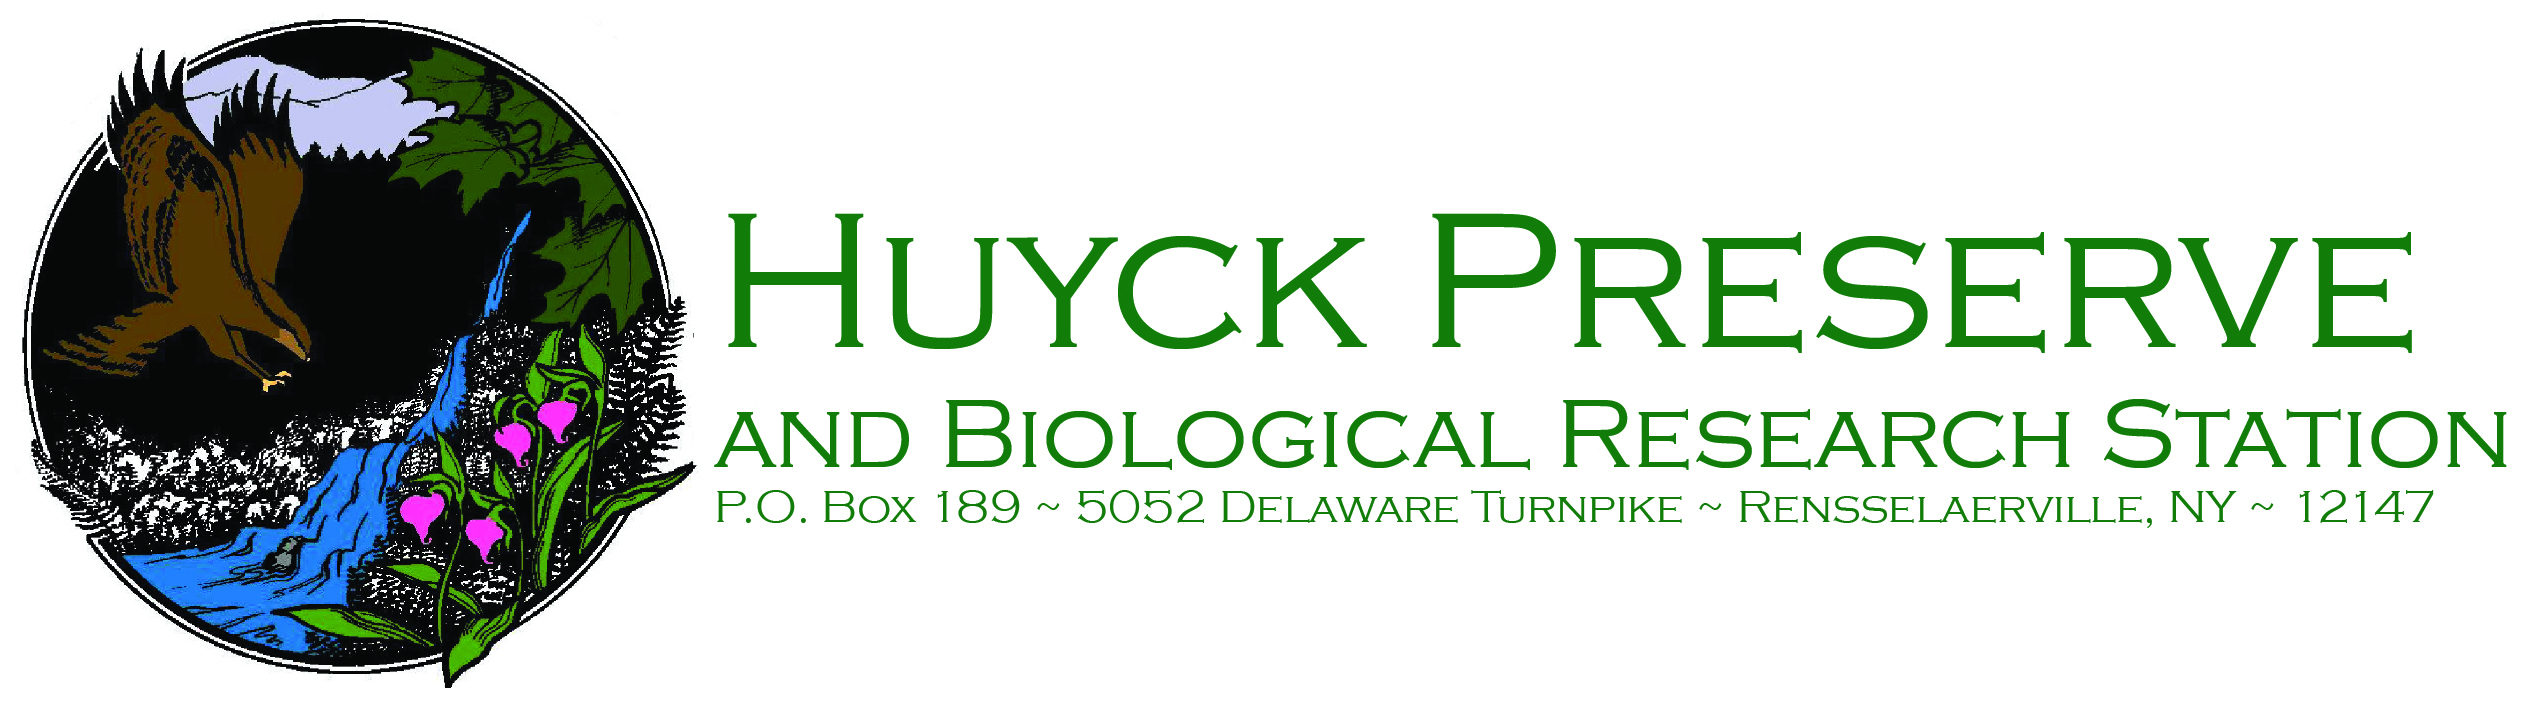 Huyck Preserve
and Biological Research Station
P.O. Box 189 ~ 5052 Delaware Turnpike ~ Rensselaerville, NY ~ 12147